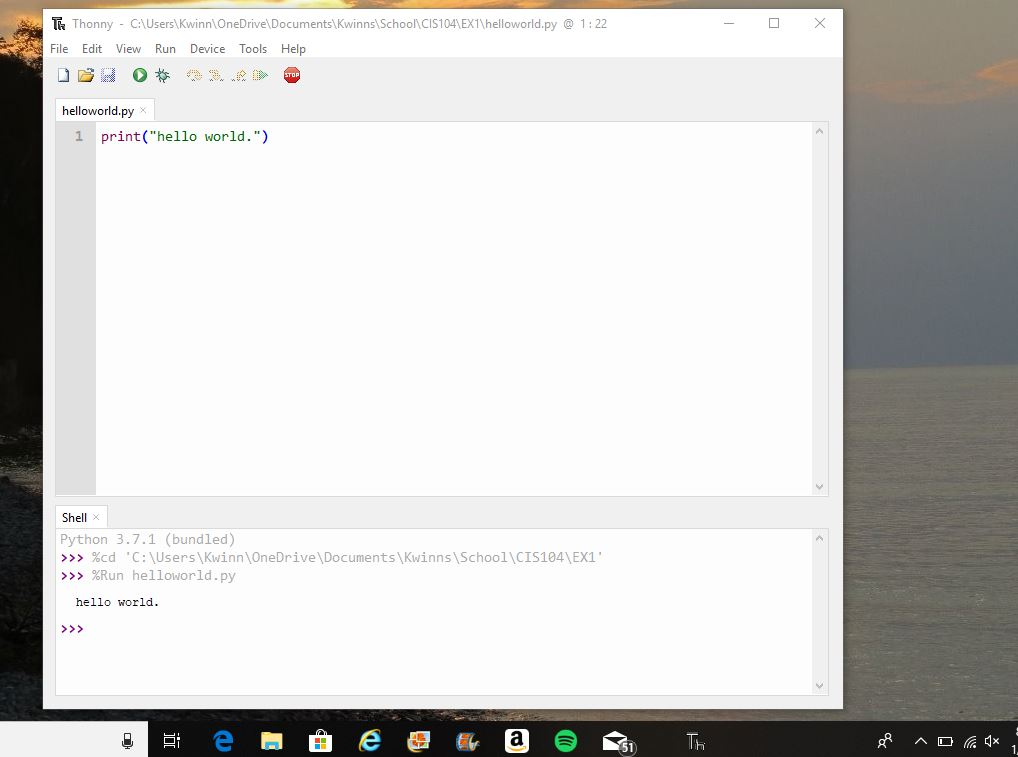 Thonny - C:\Users\Kwinn\OneDrive\Documents\Kwinns\School\CIS104\EX1\helloworld.py @ 1 : 22
File Edit View Run Device Tools Help
STOP
helloworld.py
1 print("hello world.")
Shell
Python 3.7.1 (bundled)
>>> %cd 'C:\Users\Kwinn\OneDrive\Documents\Kwinns\School\CIS104\EX1'
>>> %Run helloworld.py
hello world.
>>>
51